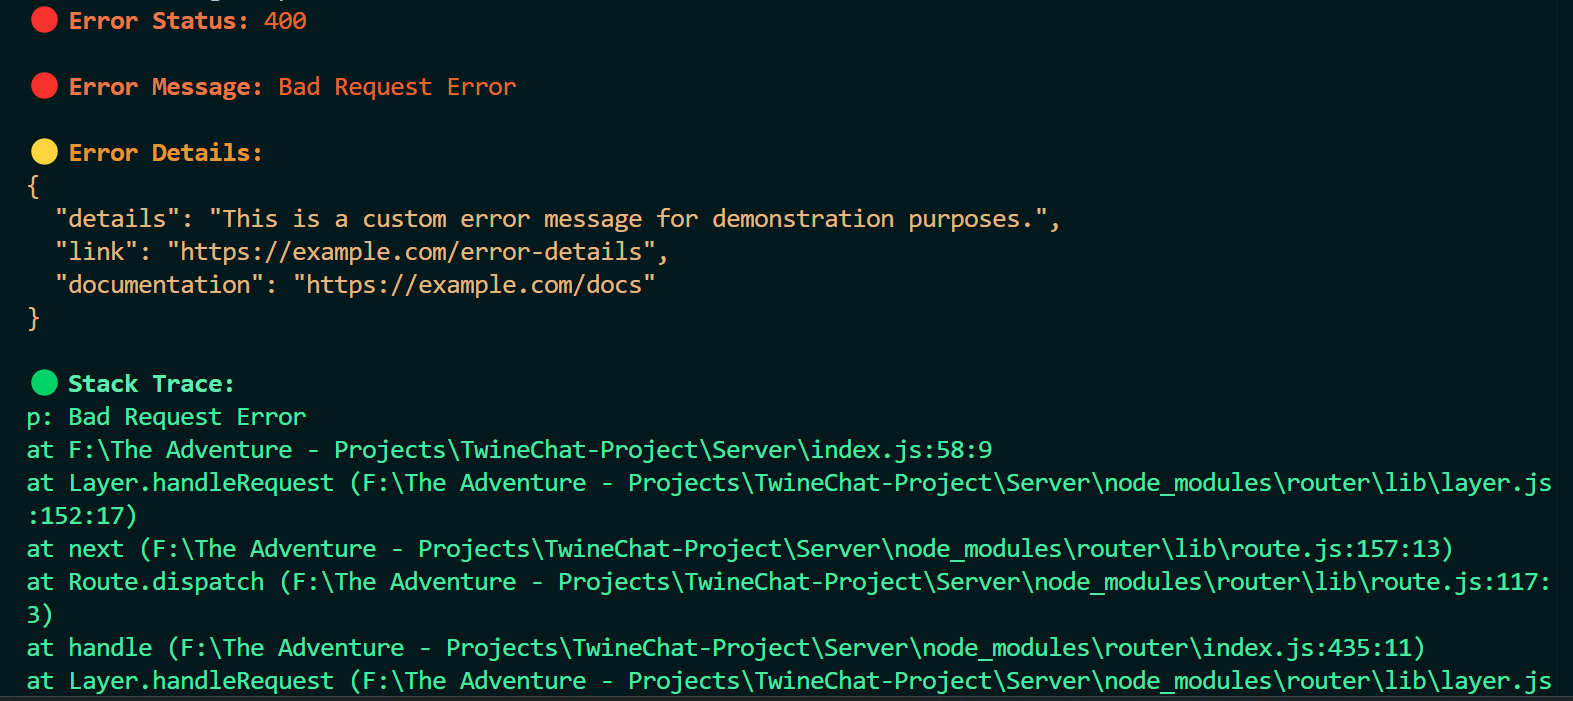 Error Status: 400
Error Message: Bad Request Error
Error Details:
{
"details": "This is a custom error message for demonstration purposes.",
"link": "https://example.com/error-details",
"documentation": "https://example.com/docs"
}
Stack Trace:
p: Bad Request Error
at F:\The Adventure - Projects\TwineChat-Project\Server\index.js:58:9
at Layer.handleRequest (F:\The Adventure - Projects\TwineChat-Project\Server\node_modules\router\lib\layer.js
:152:17)
at next (F:\The Adventure - Projects\TwineChat-Project\Server\node_modules\router\lib\route.js:157:13)
at Route.dispatch (F:\The Adventure - Projects\TwineChat-Project\Server\node_modules\router\lib\route.js:117:
3)
at handle (F:\The Adventure - Projects\TwineChat-Project\Server\node_modules\router\index.js:435:11)
at Layer.handleRequest (F:\The Adventure - Projects\TwineChat-Project\Server\node_modules\router\lib\layer.js